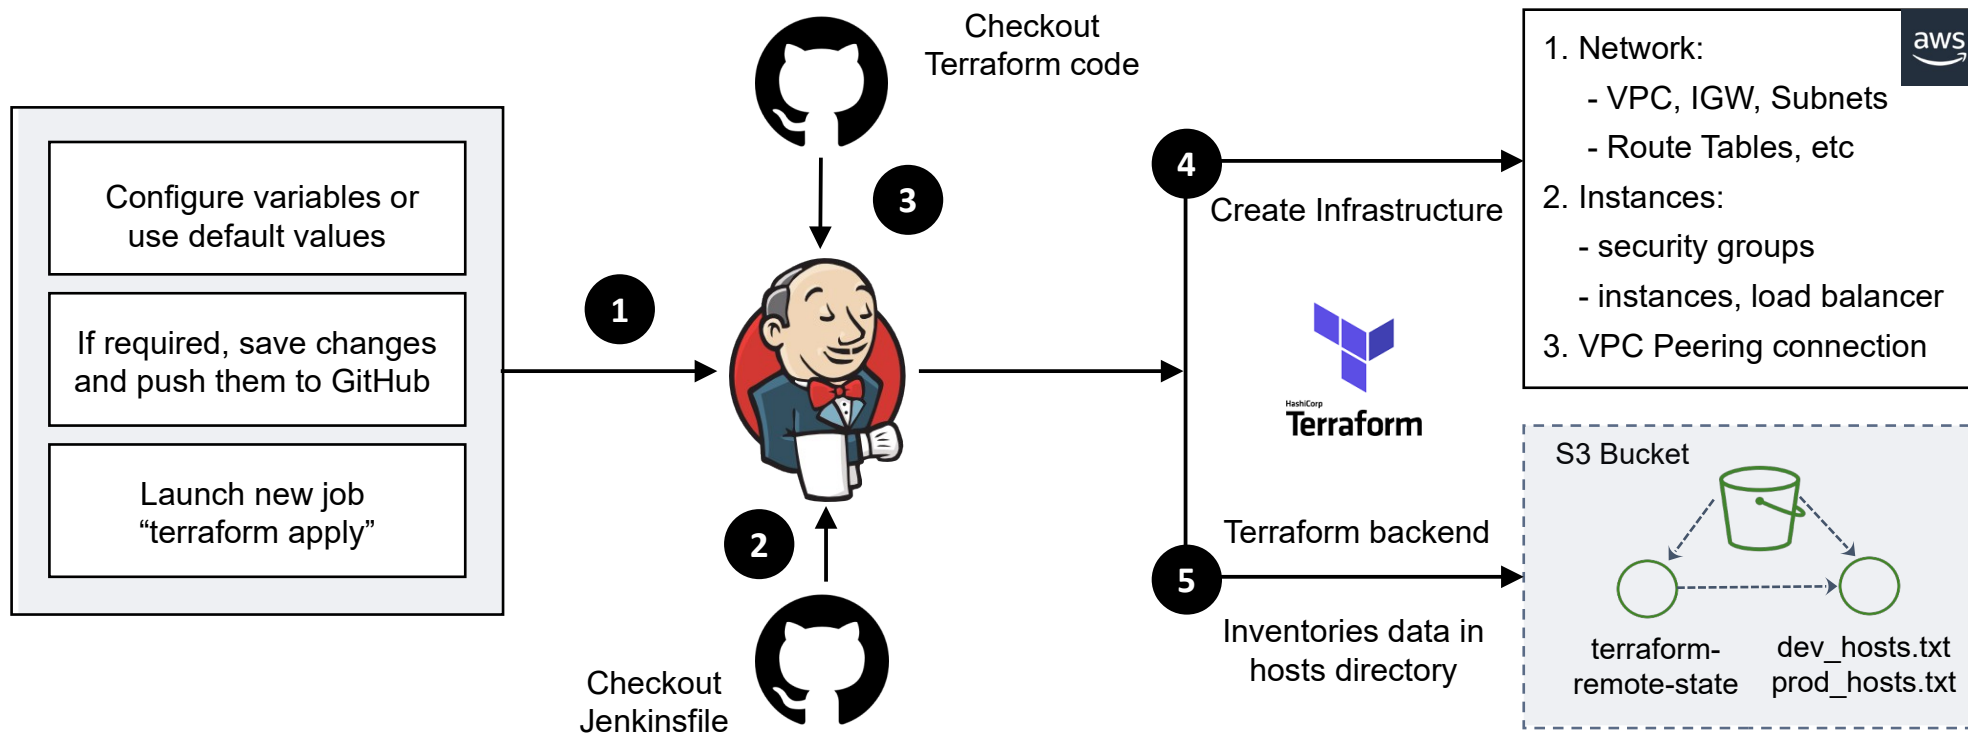 Configure variables or
use default values
If required, save changes
and push them to GitHub
Launch new job
“terraform apply”
1
Checkout
Terraform code
3
2
Checkout
Jenkinsfile
4
Create Infrastructure
HashiCorp
Terraform
Terraform backend
5
Inventories data in
hosts directory
aws
1. Network:
- VPC, IGW, Subnets
- Route Tables, etc
2. Instances:
- security groups
- instances, load balancer
3. VPC Peering connection
S3 Bucket
terraform-
remote-state
dev_hosts.txt
prod_hosts.txt